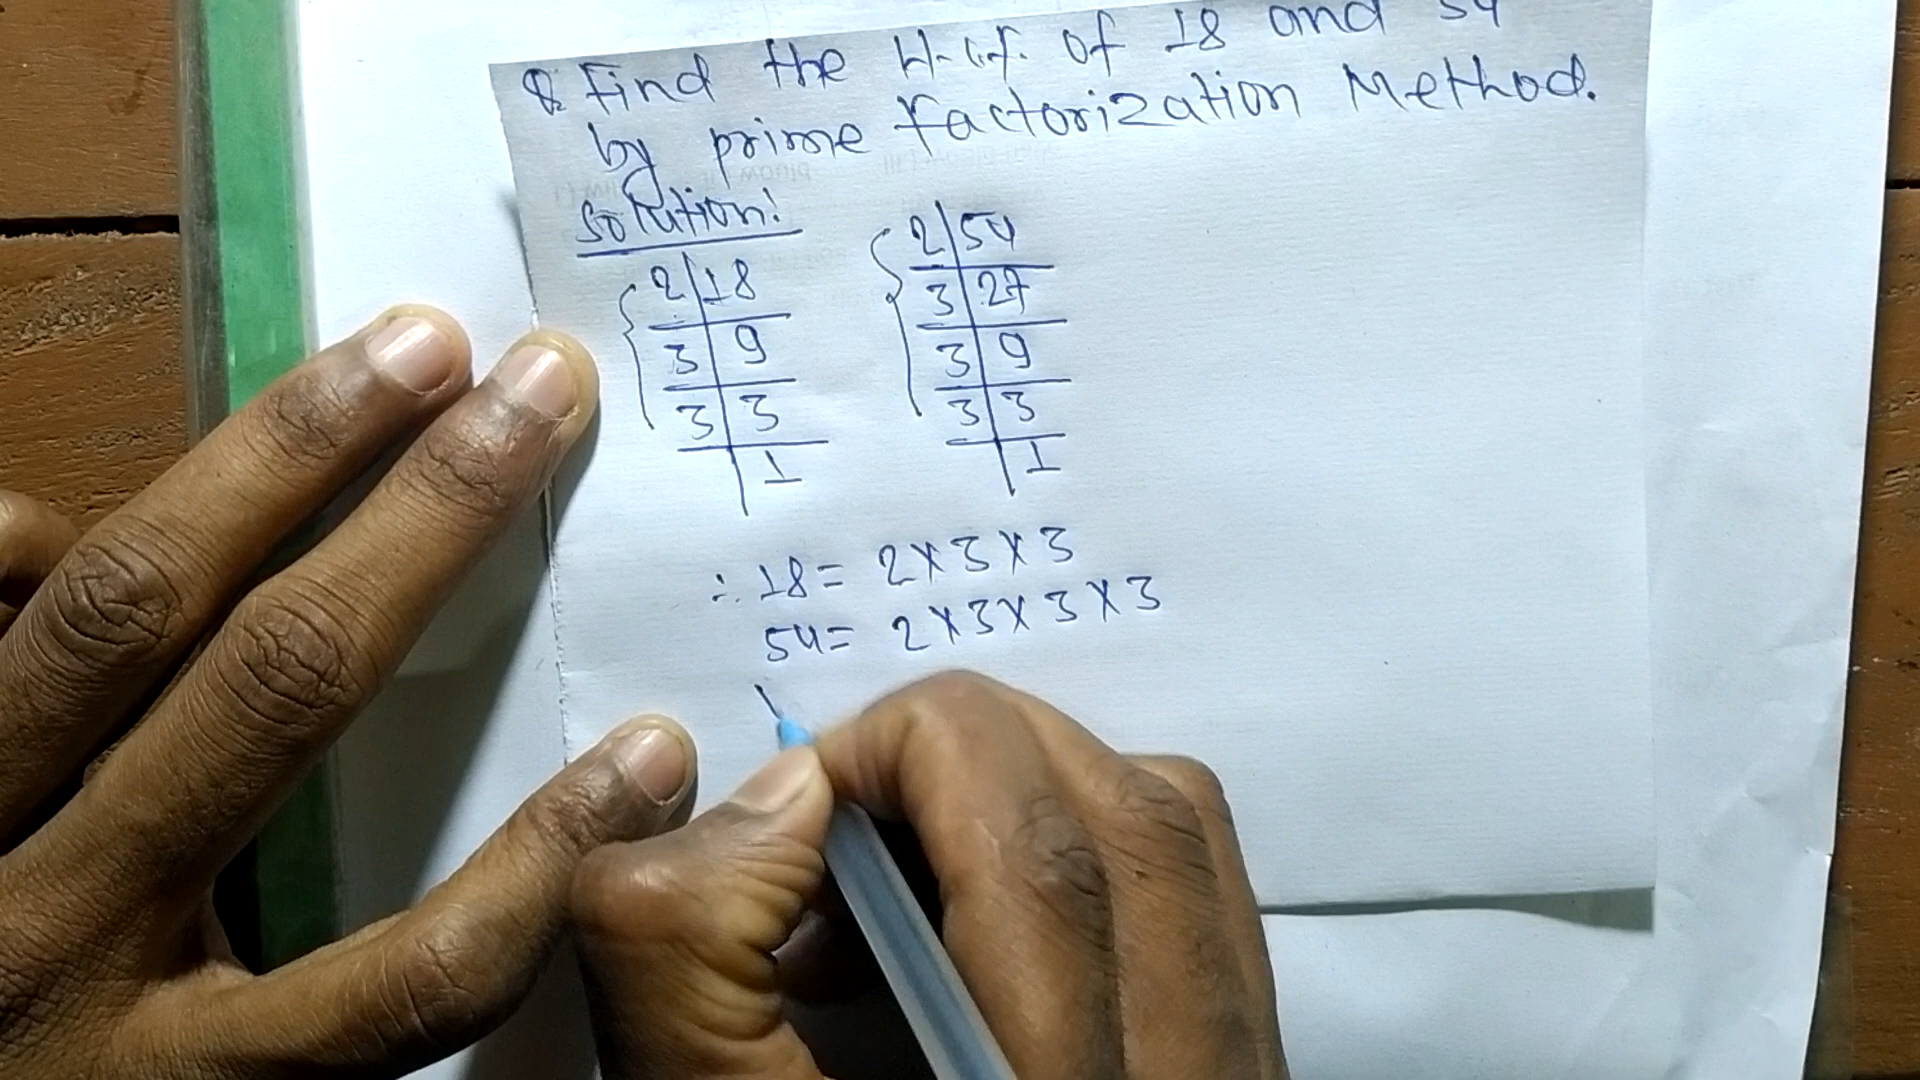 Q. Find the H.C.F. of 18 and 54
by prime factorization Method.
Solution:
2 | 18
3 | 9
3 | 3
1
2 | 54
3 | 27
3 | 9
3 | 3
1
∴ 18 = 2 × 3 × 3
54 = 2 × 3 × 3 × 3